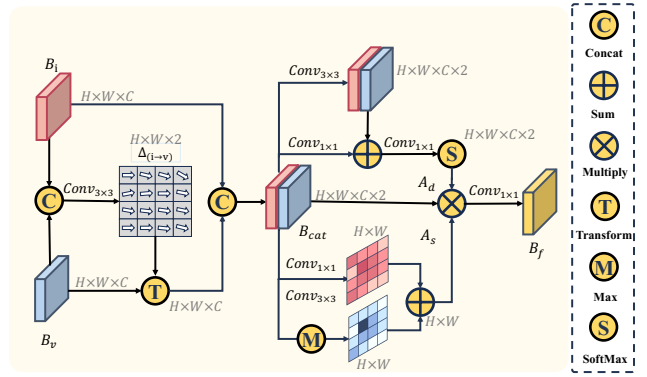 B_i
H×W×C
H×W×2
Δ_(i→v)
C
Conv_3×3
B_v
H×W×C
T
H×W×C
C
B_cat
Conv_3×3
H×W×C×2
Conv_1×1
Conv_1×1
S
H×W×C×2
A_d
H×W×C×2
Conv_1×1
B_f
A_s
H×W
Conv_1×1
Conv_3×3
M
H×W
H×W
C
Concat
Sum
Multiply
T
Transform
M
Max
S
SoftMax